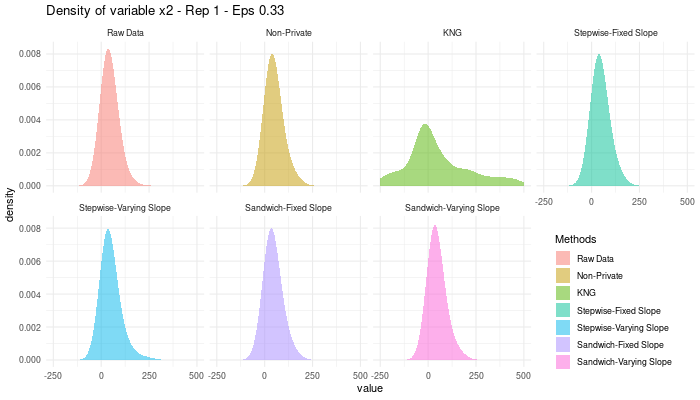 Density of variable x2 - Rep 1 - Eps 0.33
Raw Data Non-Private KNG Stepwise-Fixed Slope
0.008
0.006
0.004
0.002
0.000
-250 0 250 500
density
Stepwise-Varying Slope Sandwich-Fixed Slope Sandwich-Varying Slope
0.008
0.006
0.004
0.002
0.000
-250 0 250 500 -250 0 250 500 -250 0 250 500
value
Methods
Raw Data
Non-Private
KNG
Stepwise-Fixed Slope
Stepwise-Varying Slope
Sandwich-Fixed Slope
Sandwich-Varying Slope